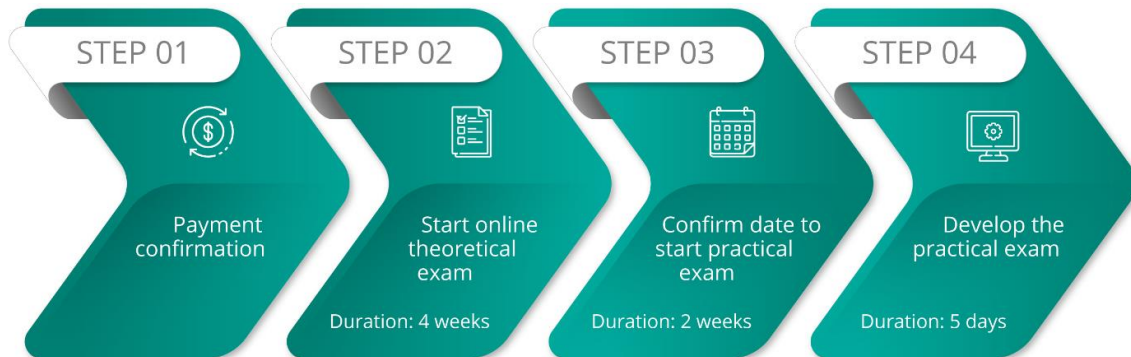 STEP 01
Payment
confirmation
STEP 02
Start online
theoretical
exam
Duration: 4 weeks
STEP 03
Confirm date to
start practical
exam
Duration: 2 weeks
STEP 04
Develop the
practical exam
Duration: 5 days